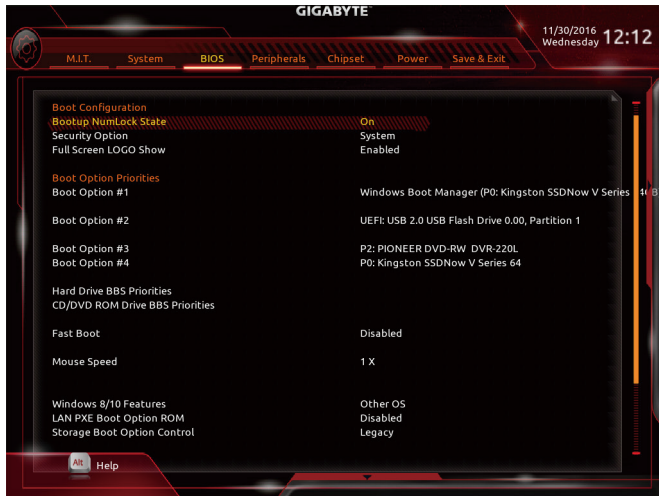 GIGABYTE™
11/30/2016
Wednesday 12:12
M.I.T. System BIOS Peripherals Chipset Power Save & Exit
Boot Configuration
Bootup NumLock State On
Security Option System
Full Screen LOGO Show Enabled
Boot Option Priorities
Boot Option #1 Windows Boot Manager (P0: Kingston SSDNow V Series
Boot Option #2 UEFI: USB 2.0 USB Flash Drive 0.00, Partition 1
Boot Option #3 P2: PIONEER DVD-RW DVR-220L
Boot Option #4 P0: Kingston SSDNow V Series 64
Hard Drive BBS Priorities
CD/DVD ROM Drive BBS Priorities
Fast Boot Disabled
Mouse Speed 1 X
Windows 8/10 Features Other OS
LAN PXE Boot Option ROM Disabled
Storage Boot Option Control Legacy
Alt Help